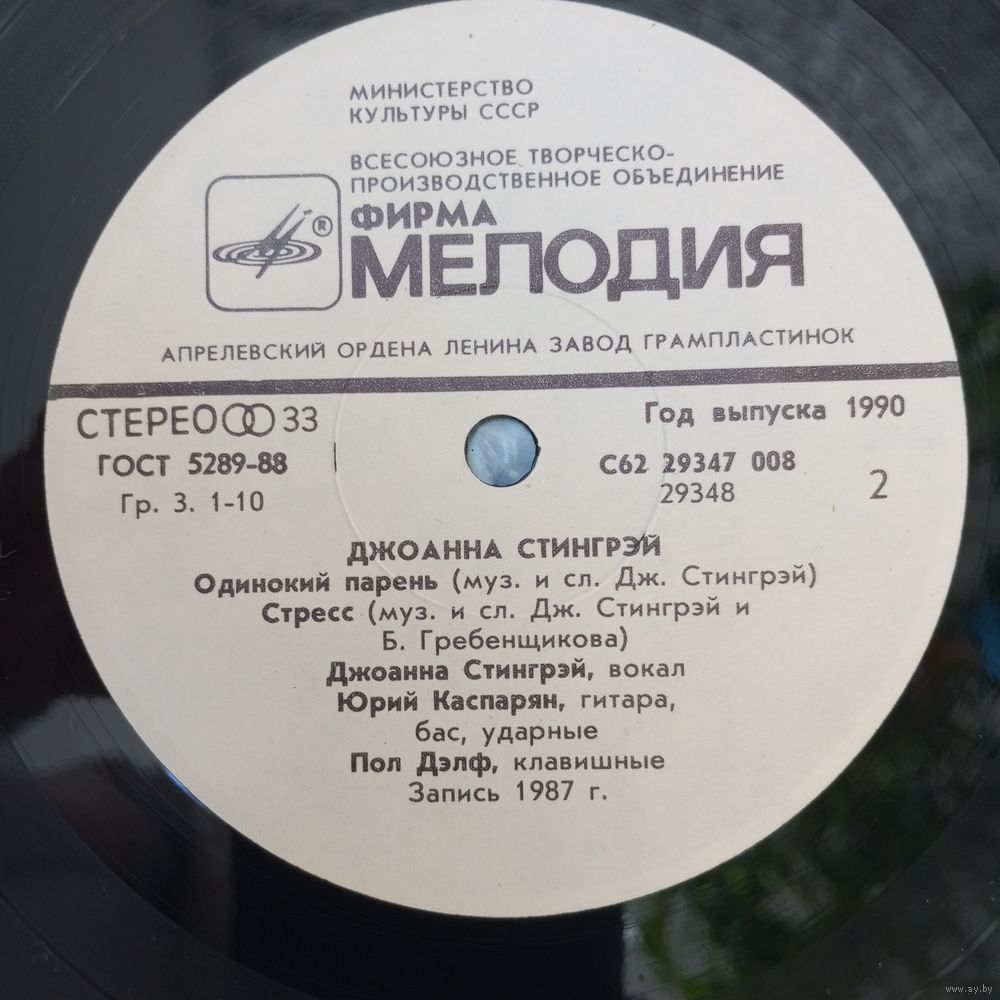 МИНИСТЕРСТВО
КУЛЬТУРЫ СССР
ВСЕСОЮЗНОЕ ТВОРЧЕСКО-
ПРОИЗВОДСТВЕННОЕ ОБЪЕДИНЕНИЕ
ФИРМА
®
МЕЛОДИЯ
АПРЕЛЕВСКИЙ ОРДЕНА ЛЕНИНА ЗАВОД ГРАМПЛАСТИНОК
СТЕРЕО 33
Год выпуска 1990
ГОСТ 5289-88
С62 29347 008
Гр. 3. 1-10
29348
2
ДЖОАННА СТИНГРЭЙ
Одинокий парень (муз. и сл. Дж. Стингрэй)
Стресс (муз. и сл. Дж. Стингрэй и
Б. Гребенщикова)
Джоанна Стингрэй, вокал
Юрий Каспарян, гитара,
бас, ударные
Пол Дэлф, клавишные
Запись 1987 г.
www.ay.by